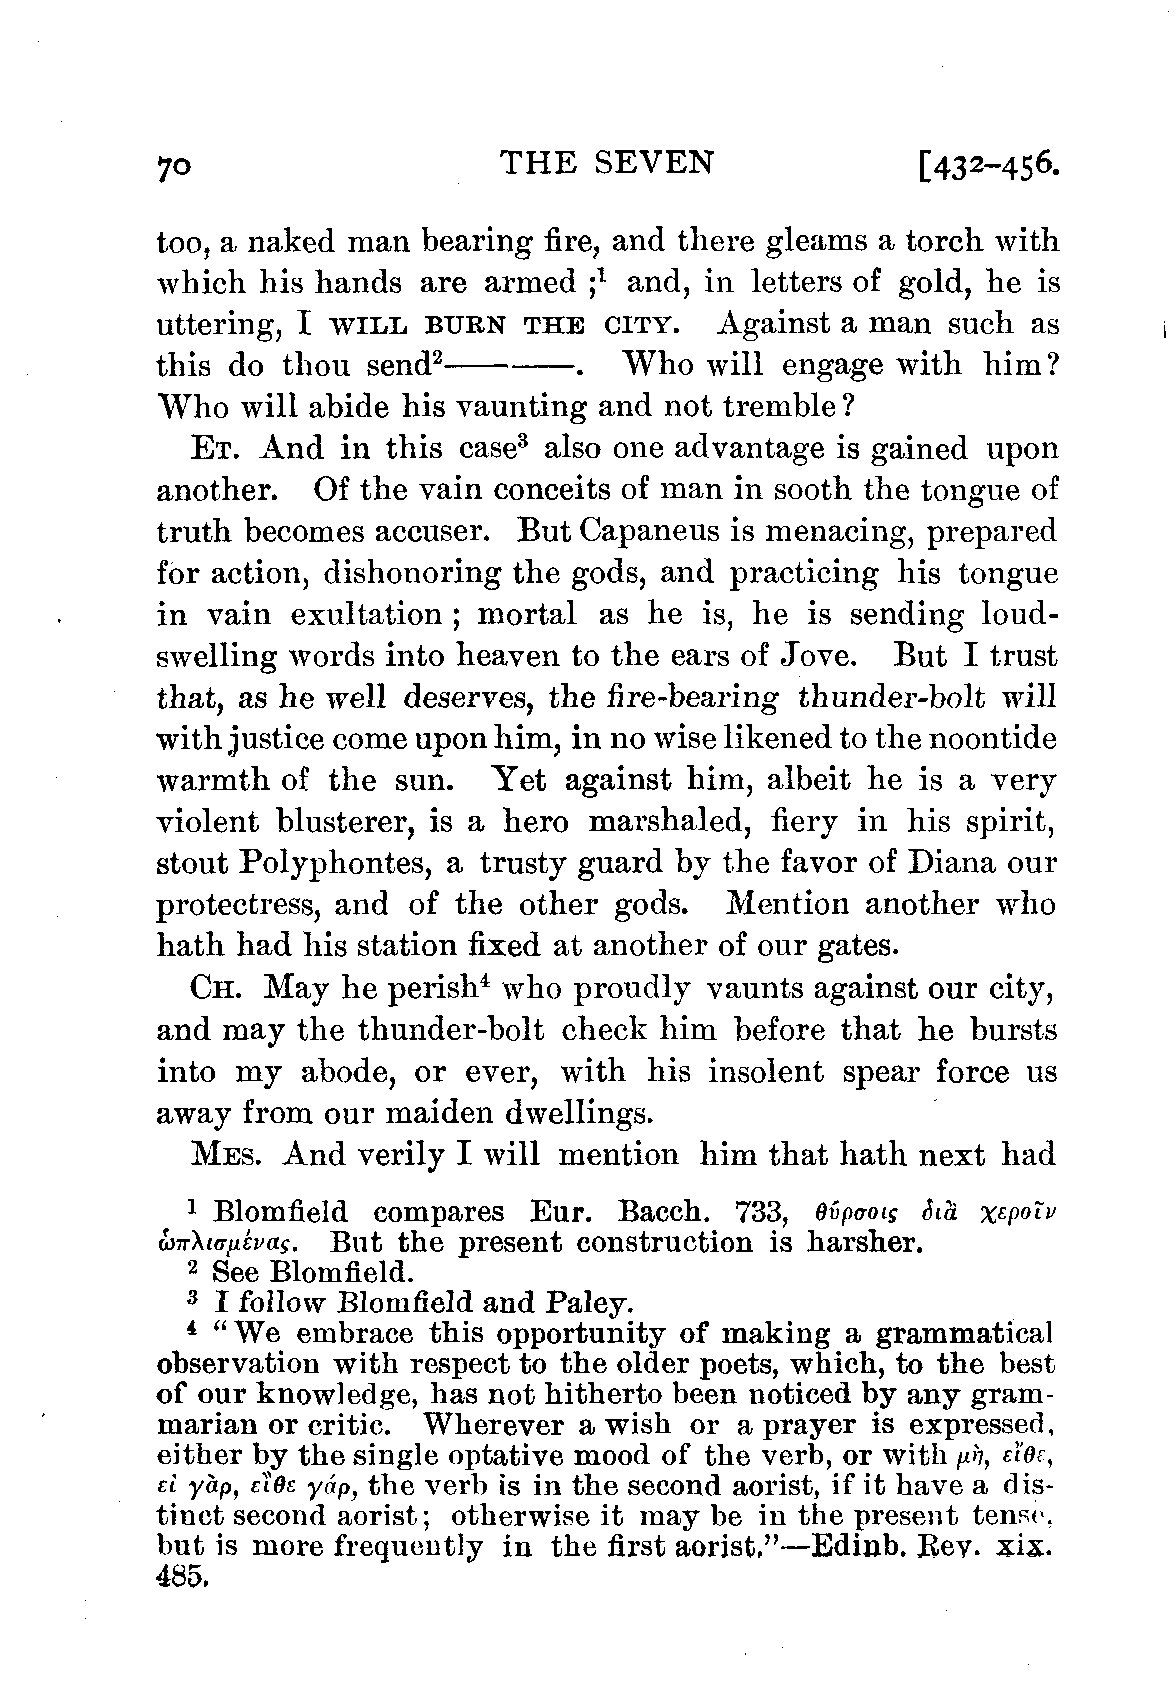 70 THE SEVEN [432–456.
too, a naked man bearing fire, and there gleams a torch with
which his hands are armed ;¹ and, in letters of gold, he is
uttering, I WILL BURN THE CITY. Against a man such as
this do thou send²—— ——. Who will engage with him?
Who will abide his vaunting and not tremble?
ET. And in this case³ also one advantage is gained upon
another. Of the vain conceits of man in sooth the tongue of
truth becomes accuser. But Capaneus is menacing, prepared
for action, dishonoring the gods, and practicing his tongue
in vain exultation ; mortal as he is, he is sending loud-
swelling words into heaven to the ears of Jove. But I trust
that, as he well deserves, the fire-bearing thunder-bolt will
with justice come upon him, in no wise likened to the noontide
warmth of the sun. Yet against him, albeit he is a very
violent blusterer, is a hero marshaled, fiery in his spirit,
stout Polyphontes, a trusty guard by the favor of Diana our
protectress, and of the other gods. Mention another who
hath had his station fixed at another of our gates.
CH. May he perish⁴ who proudly vaunts against our city,
and may the thunder-bolt check him before that he bursts
into my abode, or ever, with his insolent spear force us
away from our maiden dwellings.
MES. And verily I will mention him that hath next had
¹ Blomfield compares Eur. Bacch. 733, θύρσοις διὰ χεροῖν
ὡπλισμένας. But the present construction is harsher.
² See Blomfield.
³ I follow Blomfield and Paley.
⁴ “We embrace this opportunity of making a grammatical
observation with respect to the older poets, which, to the best
of our knowledge, has not hitherto been noticed by any gram-
marian or critic. Wherever a wish or a prayer is expressed,
either by the single optative mood of the verb, or with μὴ, εἴθε,
εἰ γὰρ, εἴθε γάρ, the verb is in the second aorist, if it have a dis-
tinct second aorist; otherwise it may be in the present tense,
but is more frequently in the first aorist.”—Edinb. Rev. xix.
485.